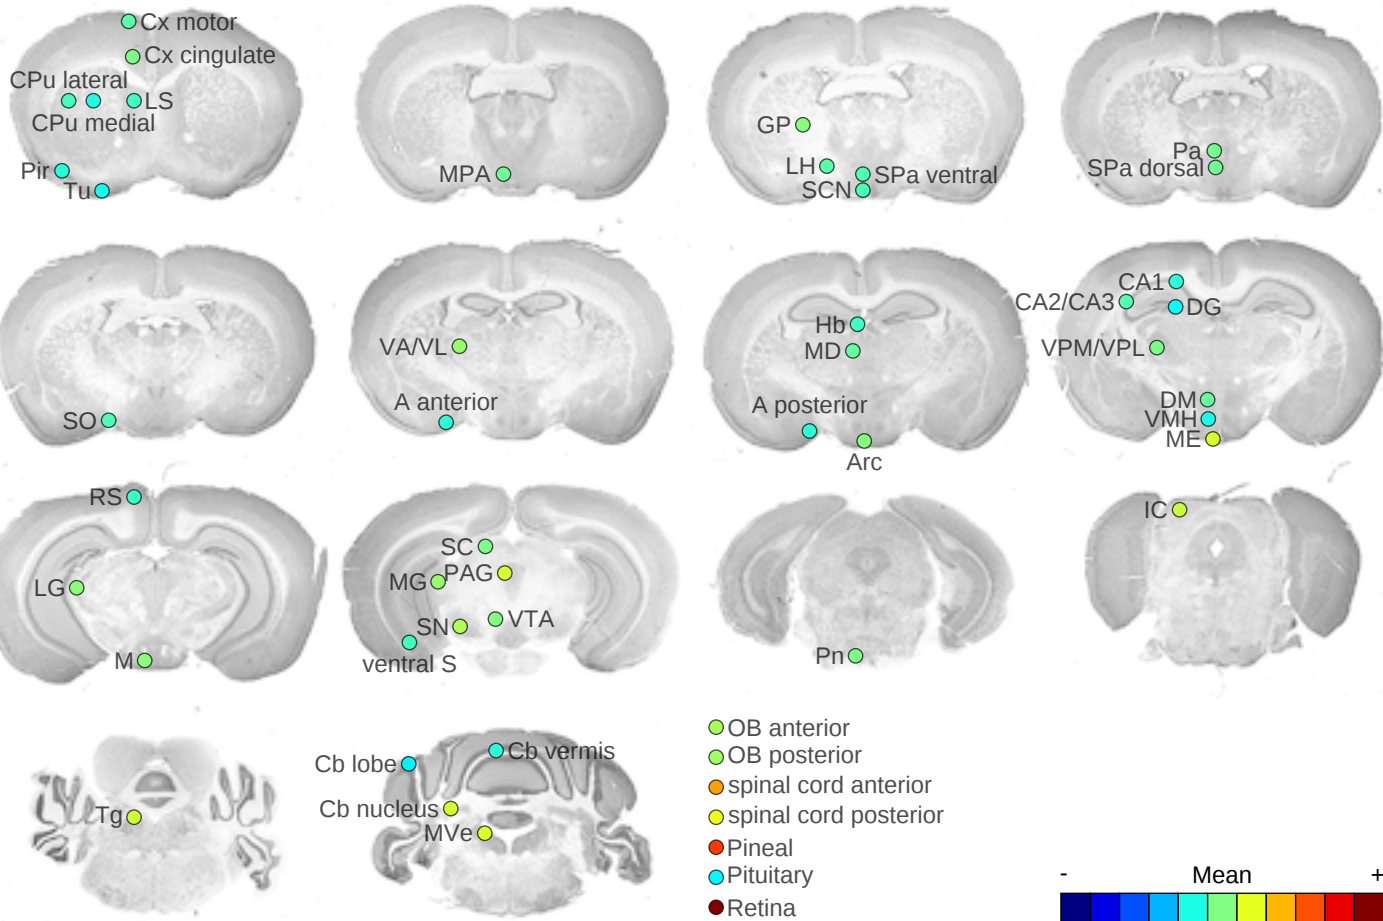 Cx motor
Cx cingulate
CPu lateral
LS
CPu medial
Pir
Tu
MPA
GP
LH
SPa ventral
SCN
Pa
SPa dorsal
SO
VA/VL
A anterior
Hb
MD
A posterior
Arc
CA1
CA2/CA3
DG
VPM/VPL
DM
VMH
ME
RS
LG
M
SC
PAG
MG
VTA
SN
ventral S
Pn
IC
Tg
Cb vermis
Cb lobe
Cb nucleus
MVe
OB anterior
OB posterior
spinal cord anterior
spinal cord posterior
Pineal
Pituitary
Retina
- Mean +